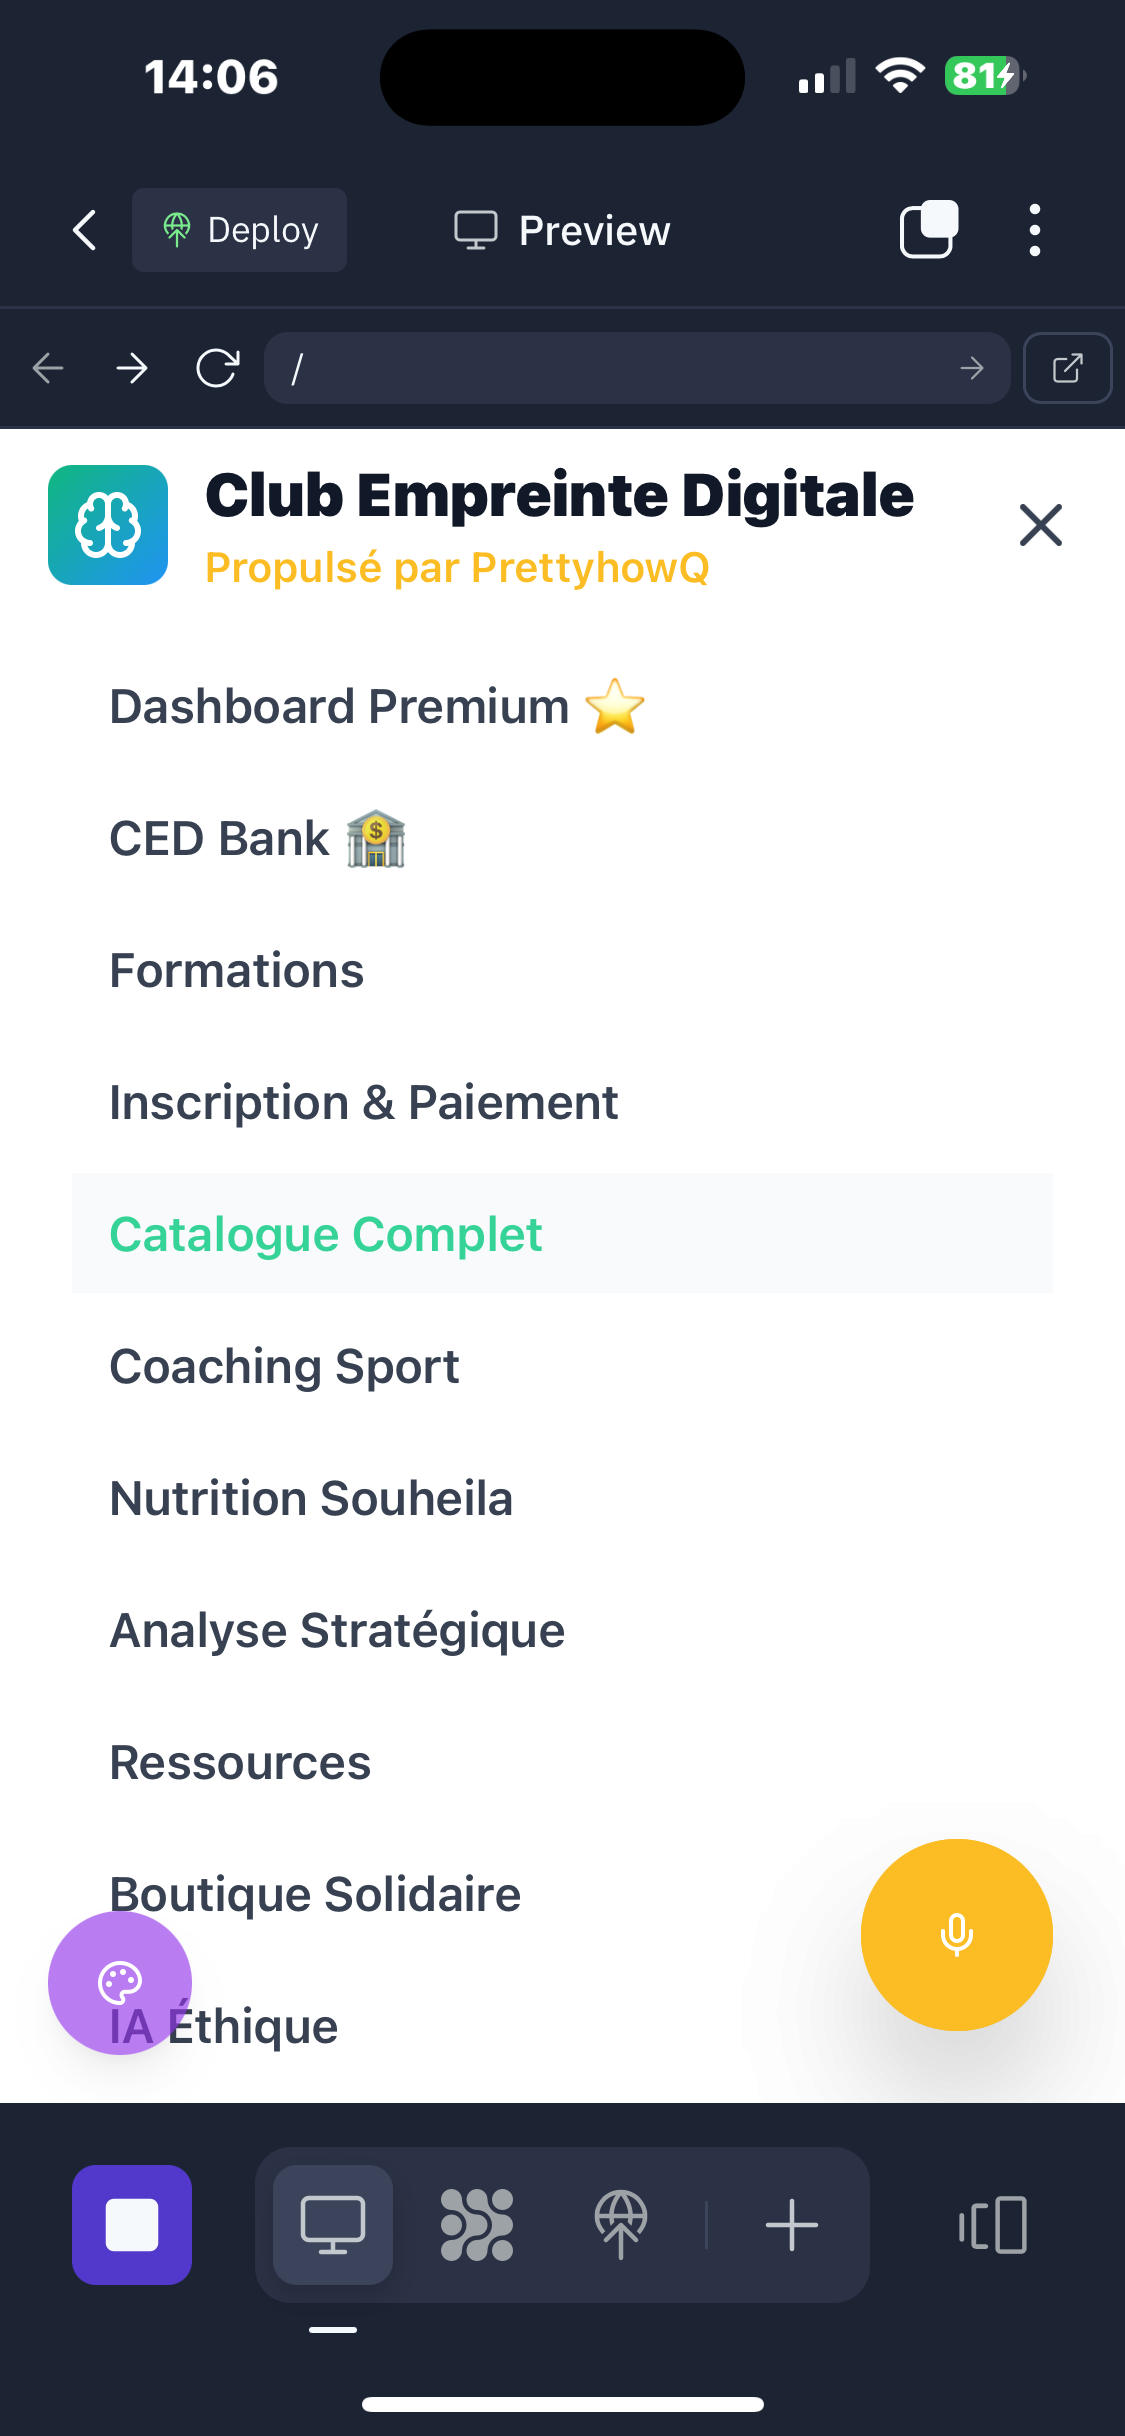 14:06
81
Deploy
Preview
/
Club Empreinte Digitale
Propulsé par PrettyhowQ
Dashboard Premium
CED Bank
Formations
Inscription & Paiement
Catalogue Complet
Coaching Sport
Nutrition Souheila
Analyse Stratégique
Ressources
Boutique Solidaire
IA Éthique